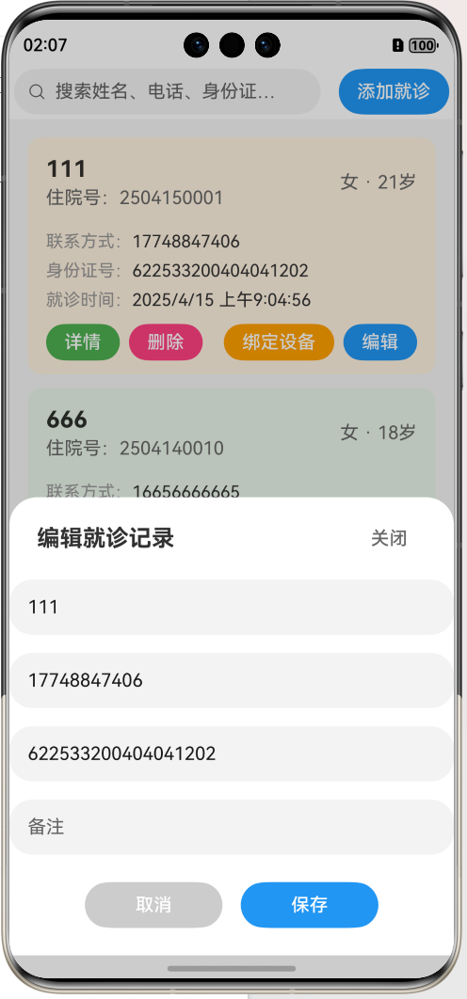 02:07
100
搜索姓名、电话、身份证…
添加就诊
111
女 · 21岁
住院号：2504150001
联系方式：17748847406
身份证号：622533200404041202
就诊时间：2025/4/15 上午9:04:56
详情
删除
绑定设备
编辑
666
女 · 18岁
住院号：2504140010
联系方式：16656666665
编辑就诊记录
关闭
111
17748847406
622533200404041202
备注
取消
保存